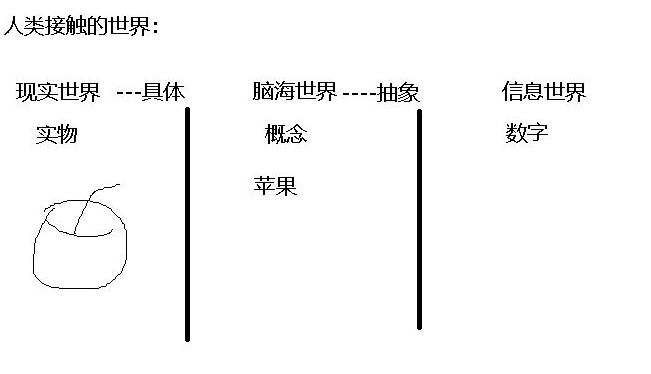 人类接触的世界：
现实世界 ---具体 脑海世界 ----抽象 信息世界
实物 概念 数字
苹果